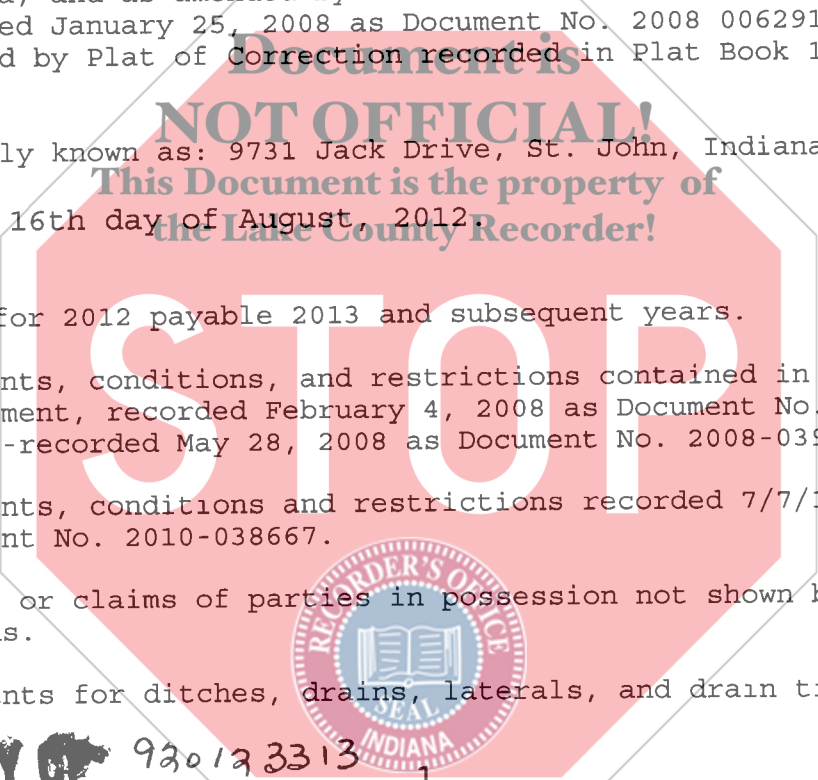 ed January 25, 2008 as Document No. 2008 006291
d by Plat of Correction recorded in Plat Book 1
Document is
NOT OFFICIAL!
ly known as: 9731 Jack Drive, St. John, Indiana
This Document is the property of
16th day of August, 2012.
the Lake County Recorder!
for 2012 payable 2013 and subsequent years.
STOP
nts, conditions, and restrictions contained in
ment, recorded February 4, 2008 as Document No.
-recorded May 28, 2008 as Document No. 2008-039
nts, conditions and restrictions recorded 7/7/1
nt No. 2010-038667.
or claims of parties in possession not shown b
s.
nts for ditches, drains, laterals, and drain ti
RECORDER'S OFFICE
SEAL
INDIANA
920123313